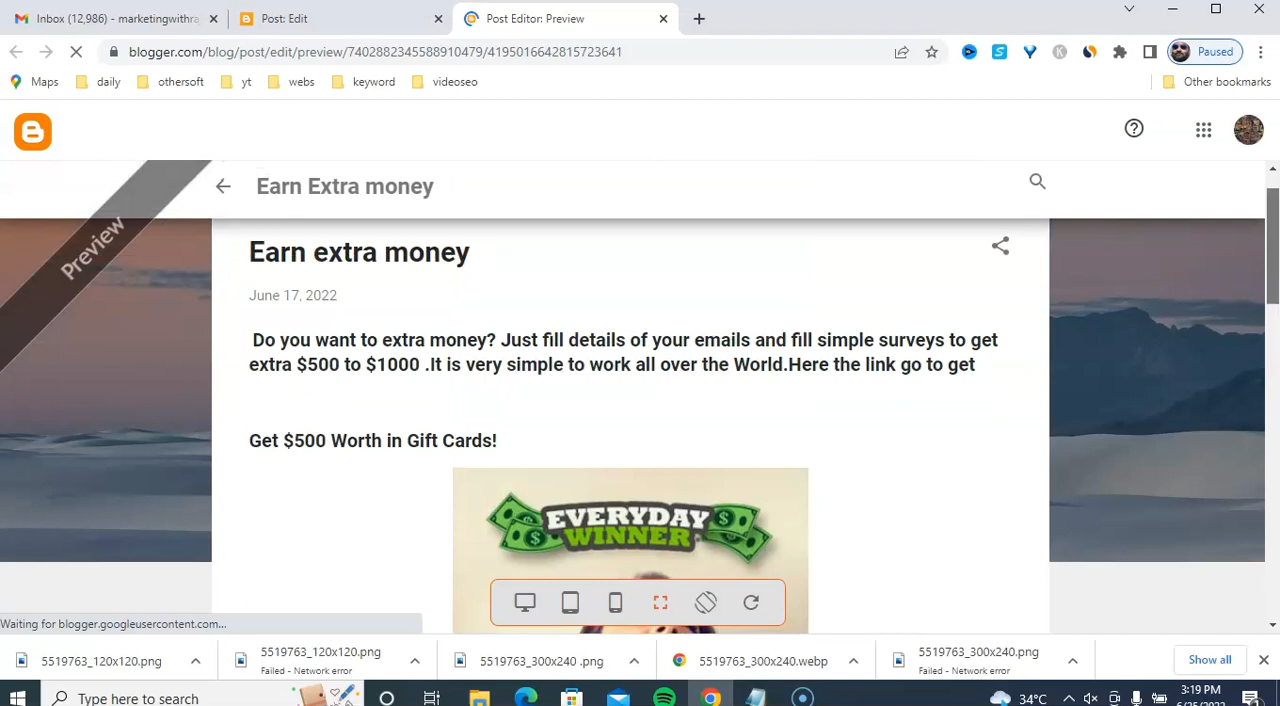 Inbox (12,986) - marketingwithra
Post: Edit
Post Editor: Preview
blogger.com/blog/post/edit/preview/7402882345588910479/4195016642815723641
Paused
Maps
daily
othersoft
yt
webs
keyword
videoseo
Other bookmarks
Preview
Earn Extra money
Earn extra money
June 17, 2022
Do you want to extra money? Just fill details of your emails and fill simple surveys to get
extra $500 to $1000 .It is very simple to work all over the World.Here the link go to get
Get $500 Worth in Gift Cards!
EVERYDAY
WINNER
Waiting for blogger.googleusercontent.com...
5519763_120x120.png
5519763_120x120.png
Failed - Network error
5519763_300x240 .png
5519763_300x240.webp
5519763_300x240.png
Failed - Network error
Show all
Type here to search
34°C
3:19 PM
6/25/2022